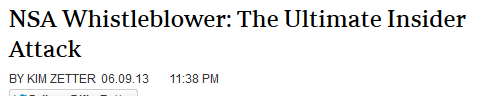 NSA Whistleblower: The Ultimate Insider
Attack
BY KIM ZETTER 06.09.13 11:38 PM